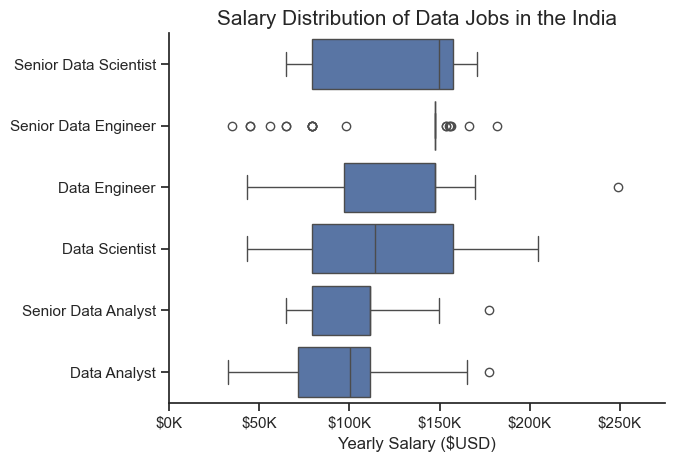 Salary Distribution of Data Jobs in the India
Senior Data Scientist
Senior Data Engineer
Data Engineer
Data Scientist
Senior Data Analyst
Data Analyst
$0K $50K $100K $150K $200K $250K
Yearly Salary ($USD)